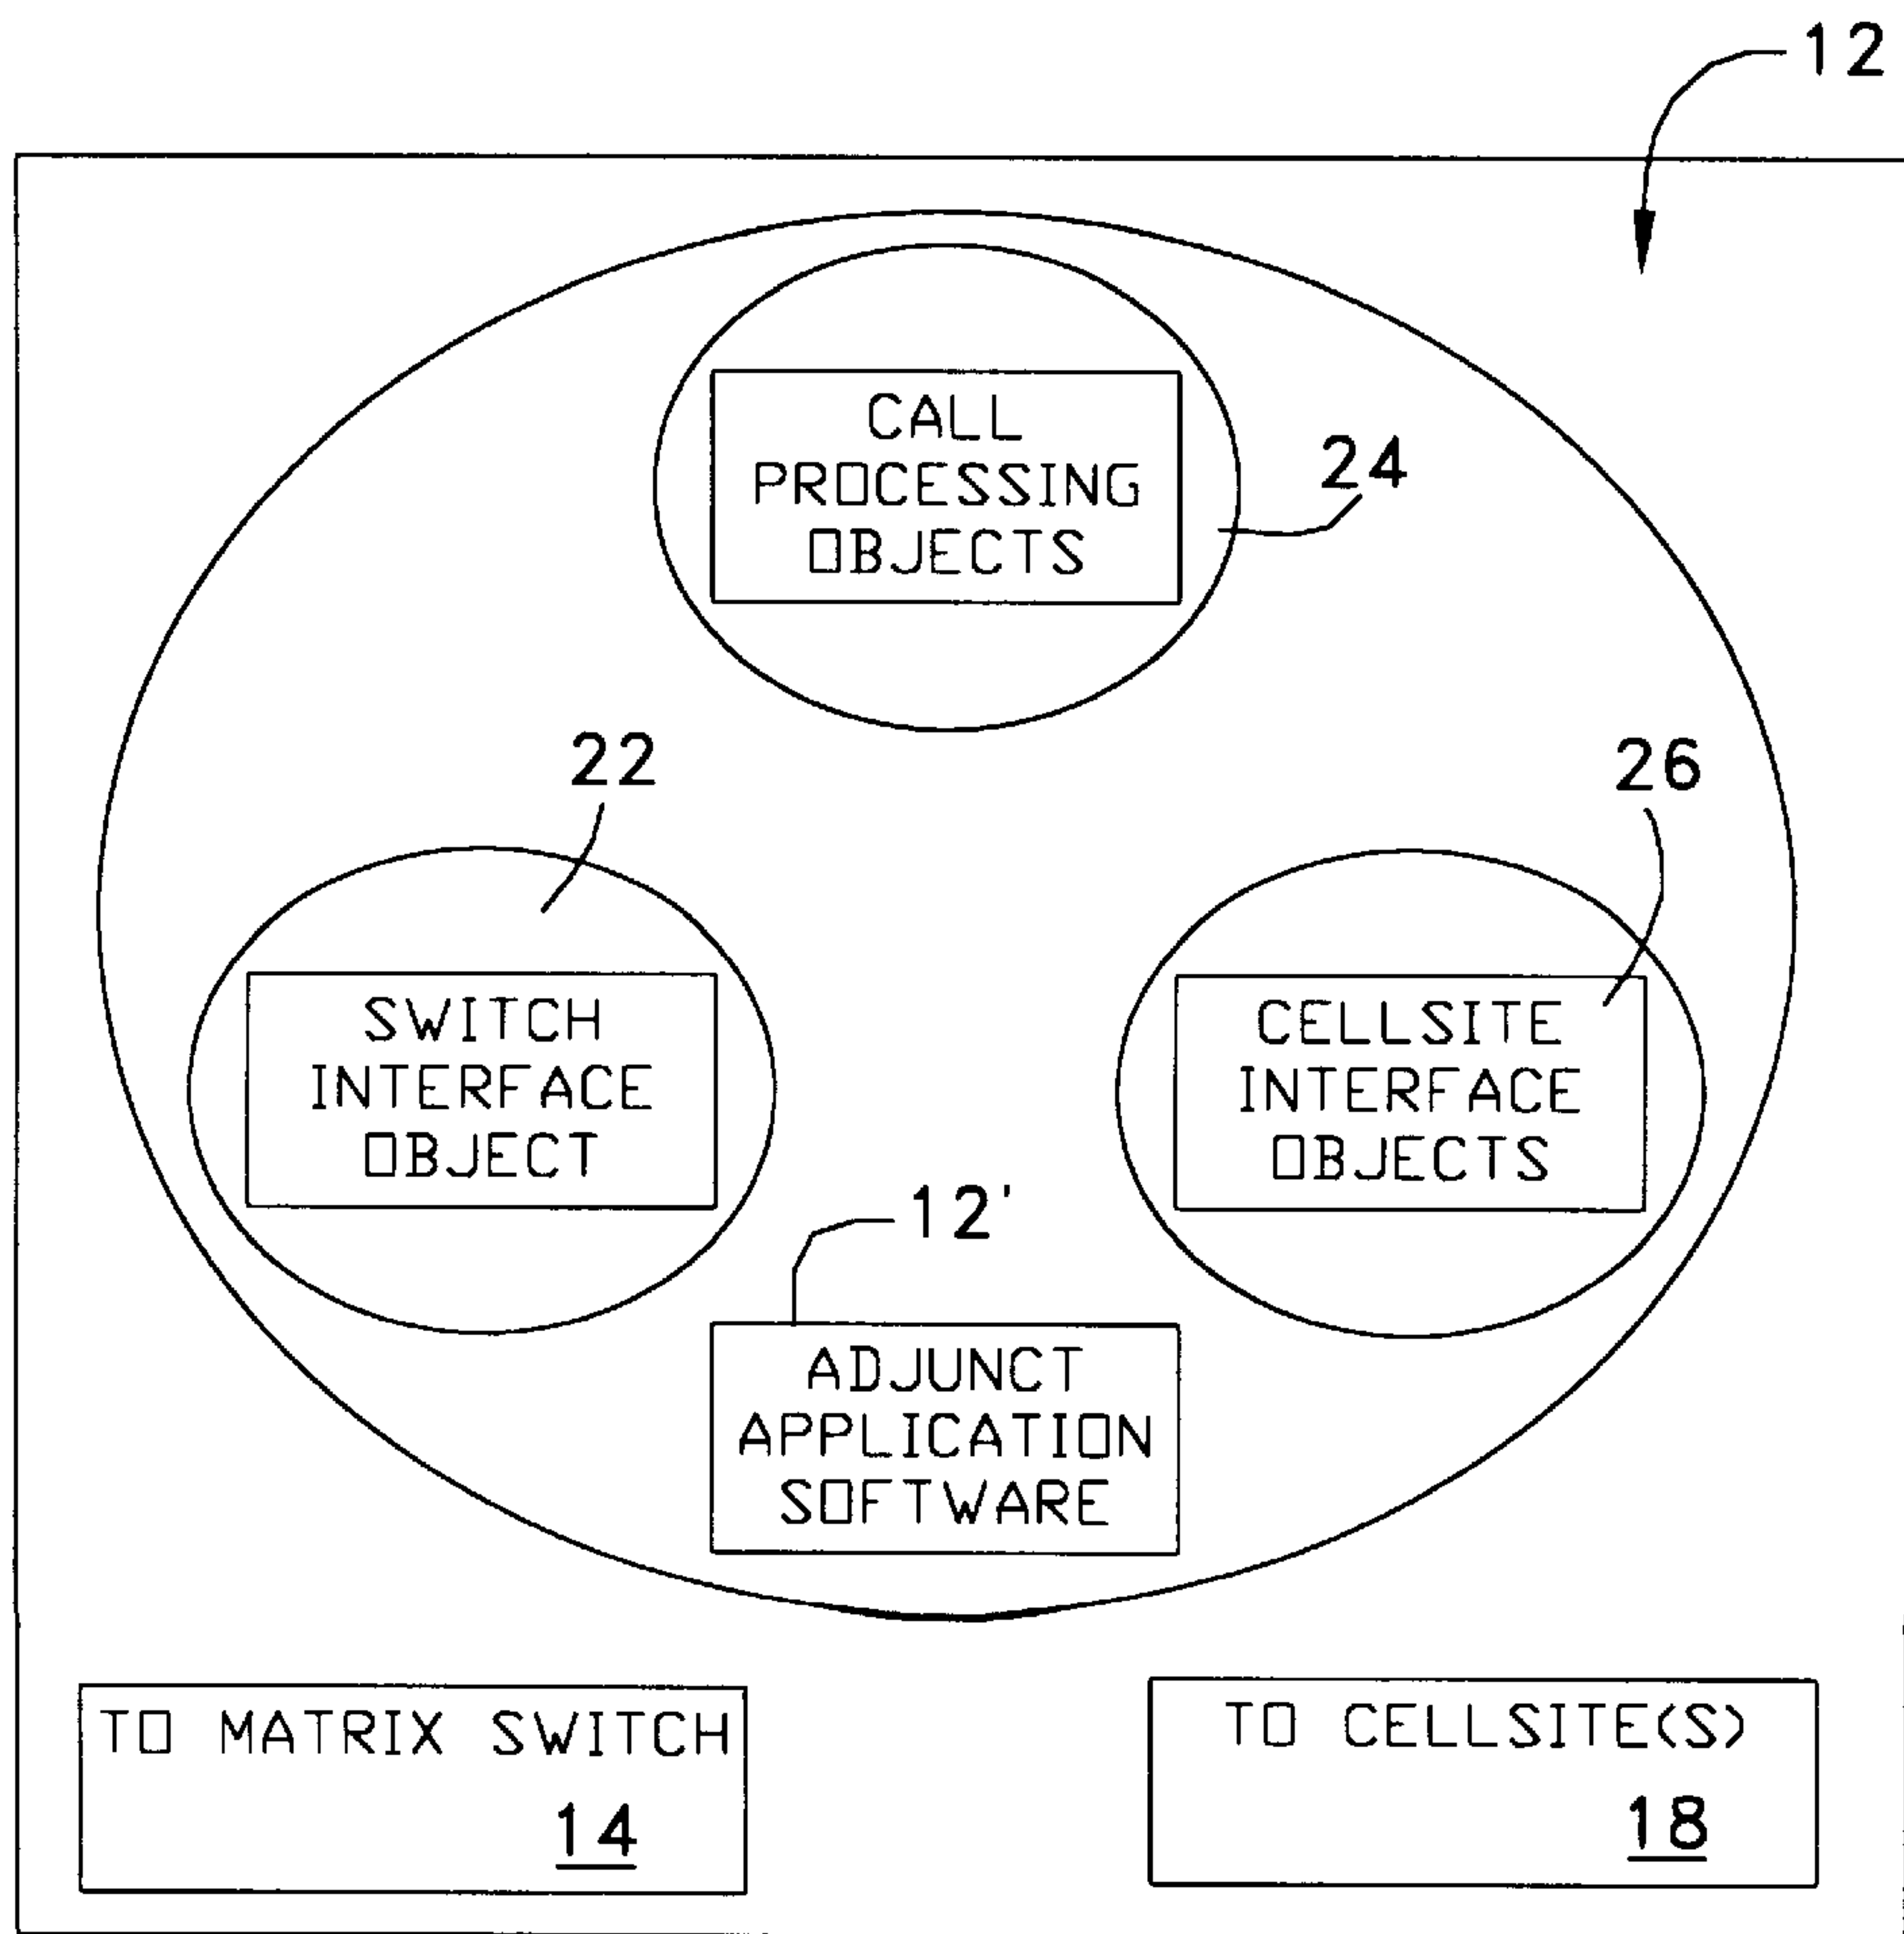 12
CALL
PROCESSING
OBJECTS
24
22
26
SWITCH
INTERFACE
OBJECT
CELLSITE
INTERFACE
OBJECTS
12'
ADJUNCT
APPLICATION
SOFTWARE
TO MATRIX SWITCH
14
TO CELLSITE(S)
18